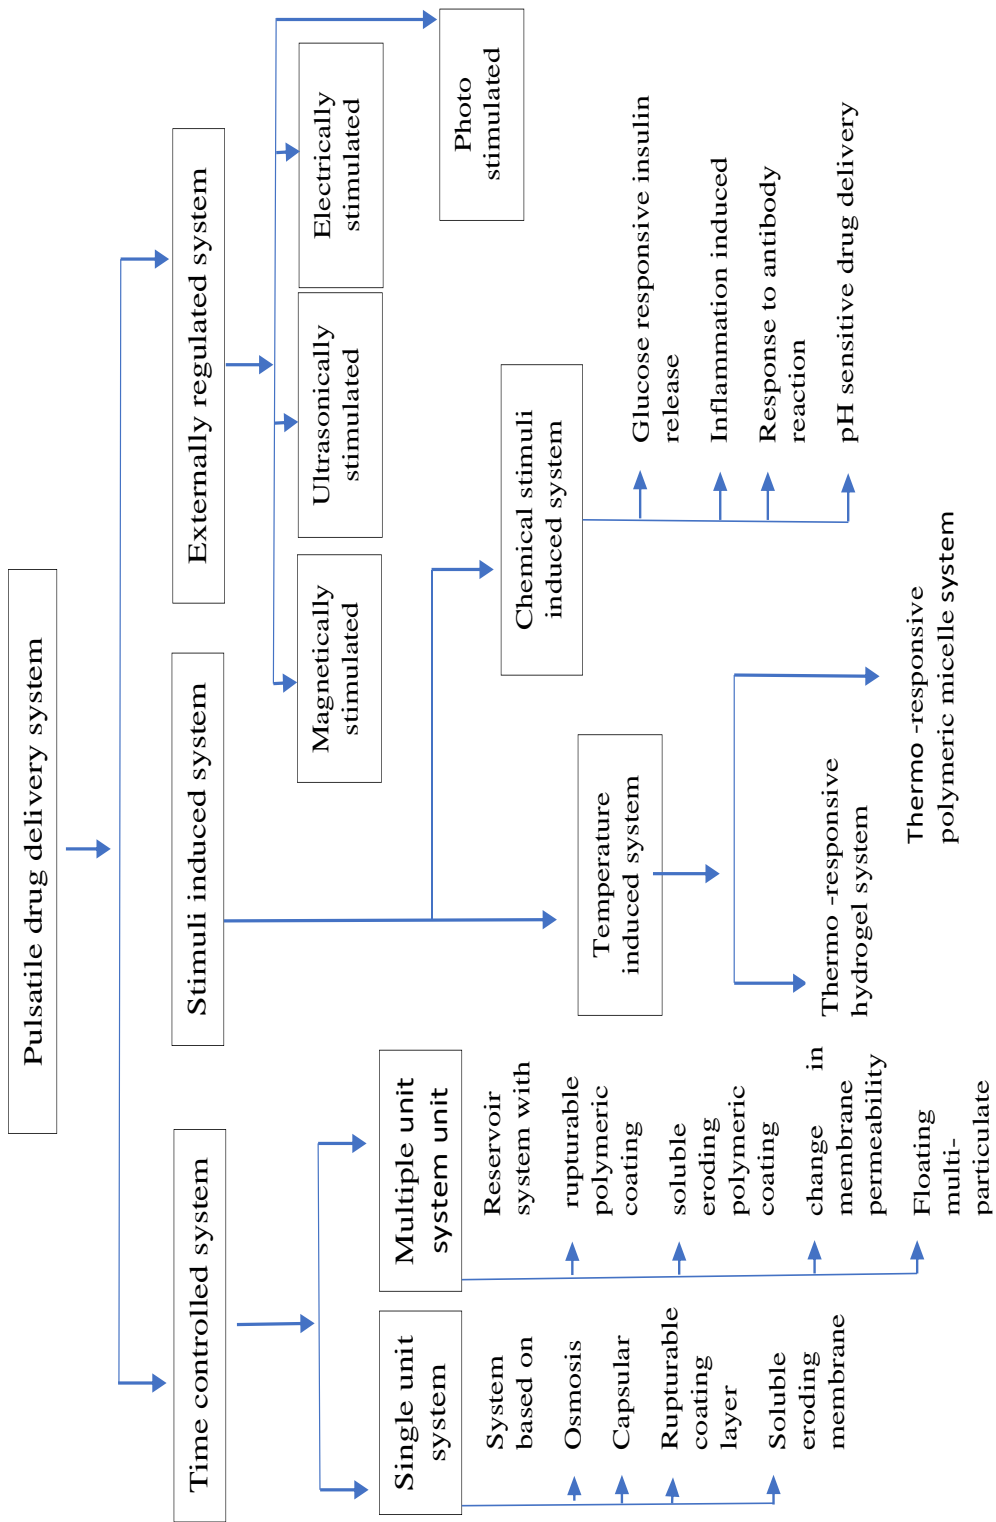 Pulsatile drug delivery system
Time controlled system
Stimuli induced system
Externally regulated system
Single unit
system
System
based on
Osmosis
Capsular
Rupturable
coating
layer
Soluble
eroding
membrane
Multiple unit
system unit
Reservoir
system with
rupturable
polymeric
coating
soluble
eroding
polymeric
coating
change in
membrane
permeability
Floating
multi-
particulate
Temperature
induced system
Thermo -responsive
hydrogel system
Thermo -responsive
polymeric micelle system
Chemical stimuli
induced system
Glucose responsive insulin
release
Inflammation induced
Response to antibody
reaction
pH sensitive drug delivery
Magnetically
stimulated
Ultrasonically
stimulated
Electrically
stimulated
Photo
stimulated